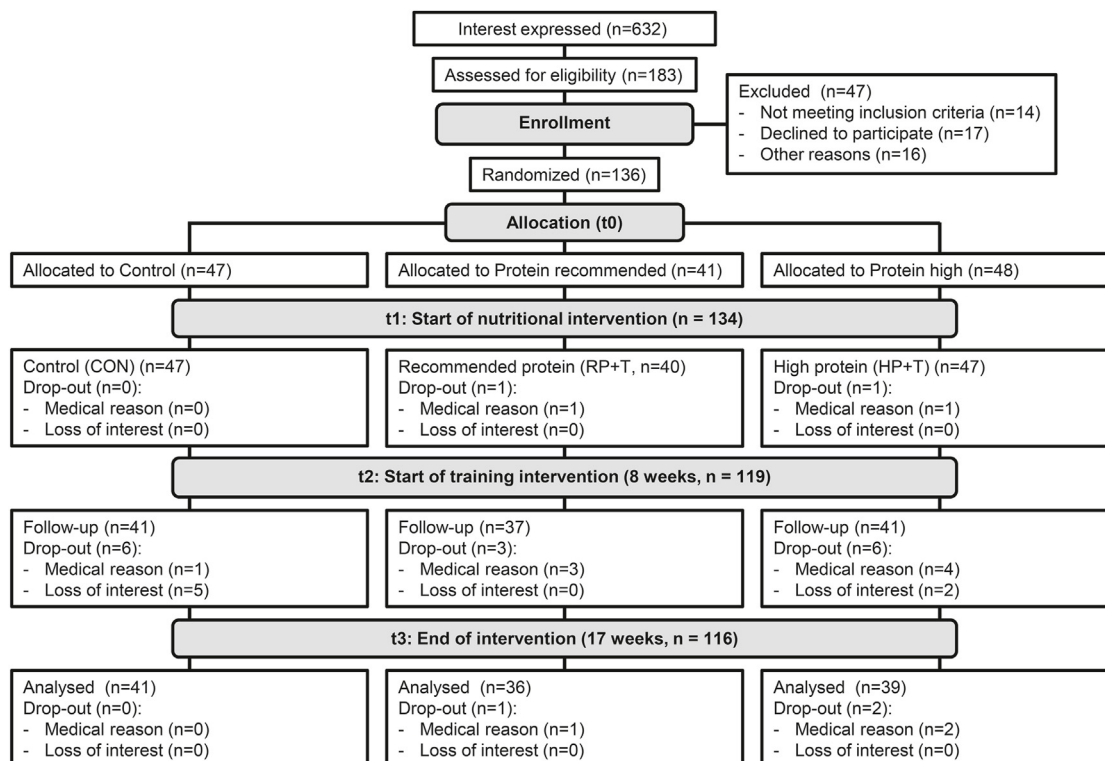 Interest expressed (n=632)
Assessed for eligibility (n=183)
Excluded (n=47)
- Not meeting inclusion criteria (n=14)
- Declined to participate (n=17)
- Other reasons (n=16)
Enrollment
Randomized (n=136)
Allocation (t0)
Allocated to Control (n=47)
Allocated to Protein recommended (n=41)
Allocated to Protein high (n=48)
t1: Start of nutritional intervention (n = 134)
Control (CON) (n=47)
Drop-out (n=0):
- Medical reason (n=0)
- Loss of interest (n=0)
Recommended protein (RP+T, n=40)
Drop-out (n=1):
- Medical reason (n=1)
- Loss of interest (n=0)
High protein (HP+T) (n=47)
Drop-out (n=1):
- Medical reason (n=1)
- Loss of interest (n=0)
t2: Start of training intervention (8 weeks, n = 119)
Follow-up (n=41)
Drop-out (n=6):
- Medical reason (n=1)
- Loss of interest (n=5)
Follow-up (n=37)
Drop-out (n=3):
- Medical reason (n=3)
- Loss of interest (n=0)
Follow-up (n=41)
Drop-out (n=6):
- Medical reason (n=4)
- Loss of interest (n=2)
t3: End of intervention (17 weeks, n = 116)
Analysed (n=41)
Drop-out (n=0):
- Medical reason (n=0)
- Loss of interest (n=0)
Analysed (n=36)
Drop-out (n=1):
- Medical reason (n=1)
- Loss of interest (n=0)
Analysed (n=39)
Drop-out (n=2):
- Medical reason (n=2)
- Loss of interest (n=0)